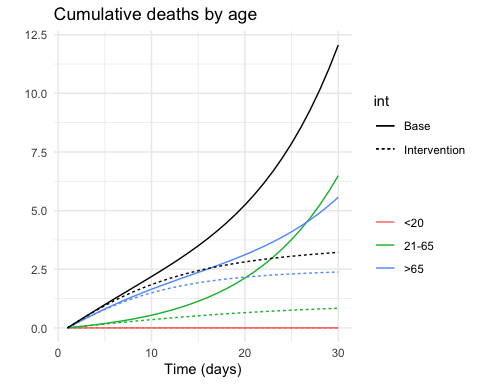 Cumulative deaths by age
12.5
10.0
7.5
5.0
2.5
0.0
0
10
20
30
Time (days)
int
Base
Intervention
<20
21-65
>65